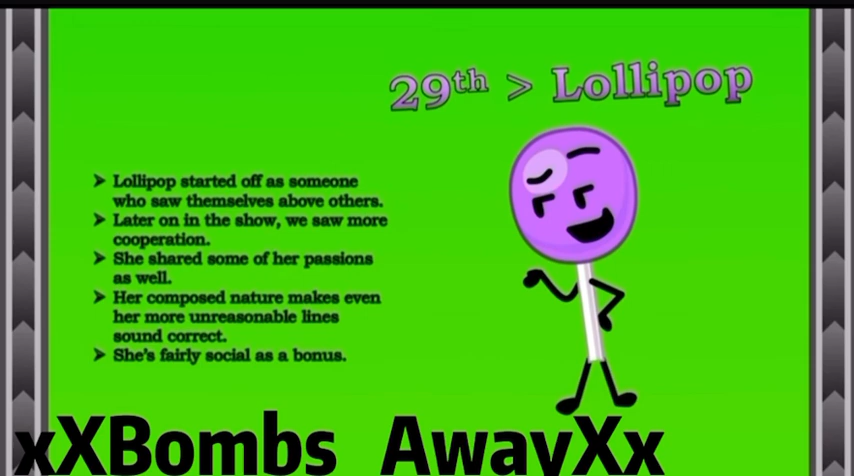 29th > Lollipop
➤ Lollipop started off as someone
who saw themselves above others.
➤ Later on in the show, we saw more
cooperation.
➤ She shared some of her passions
as well.
➤ Her composed nature makes even
her more unreasonable lines
sound correct.
➤ She's fairly social as a bonus.
xXBombs_AwayXx